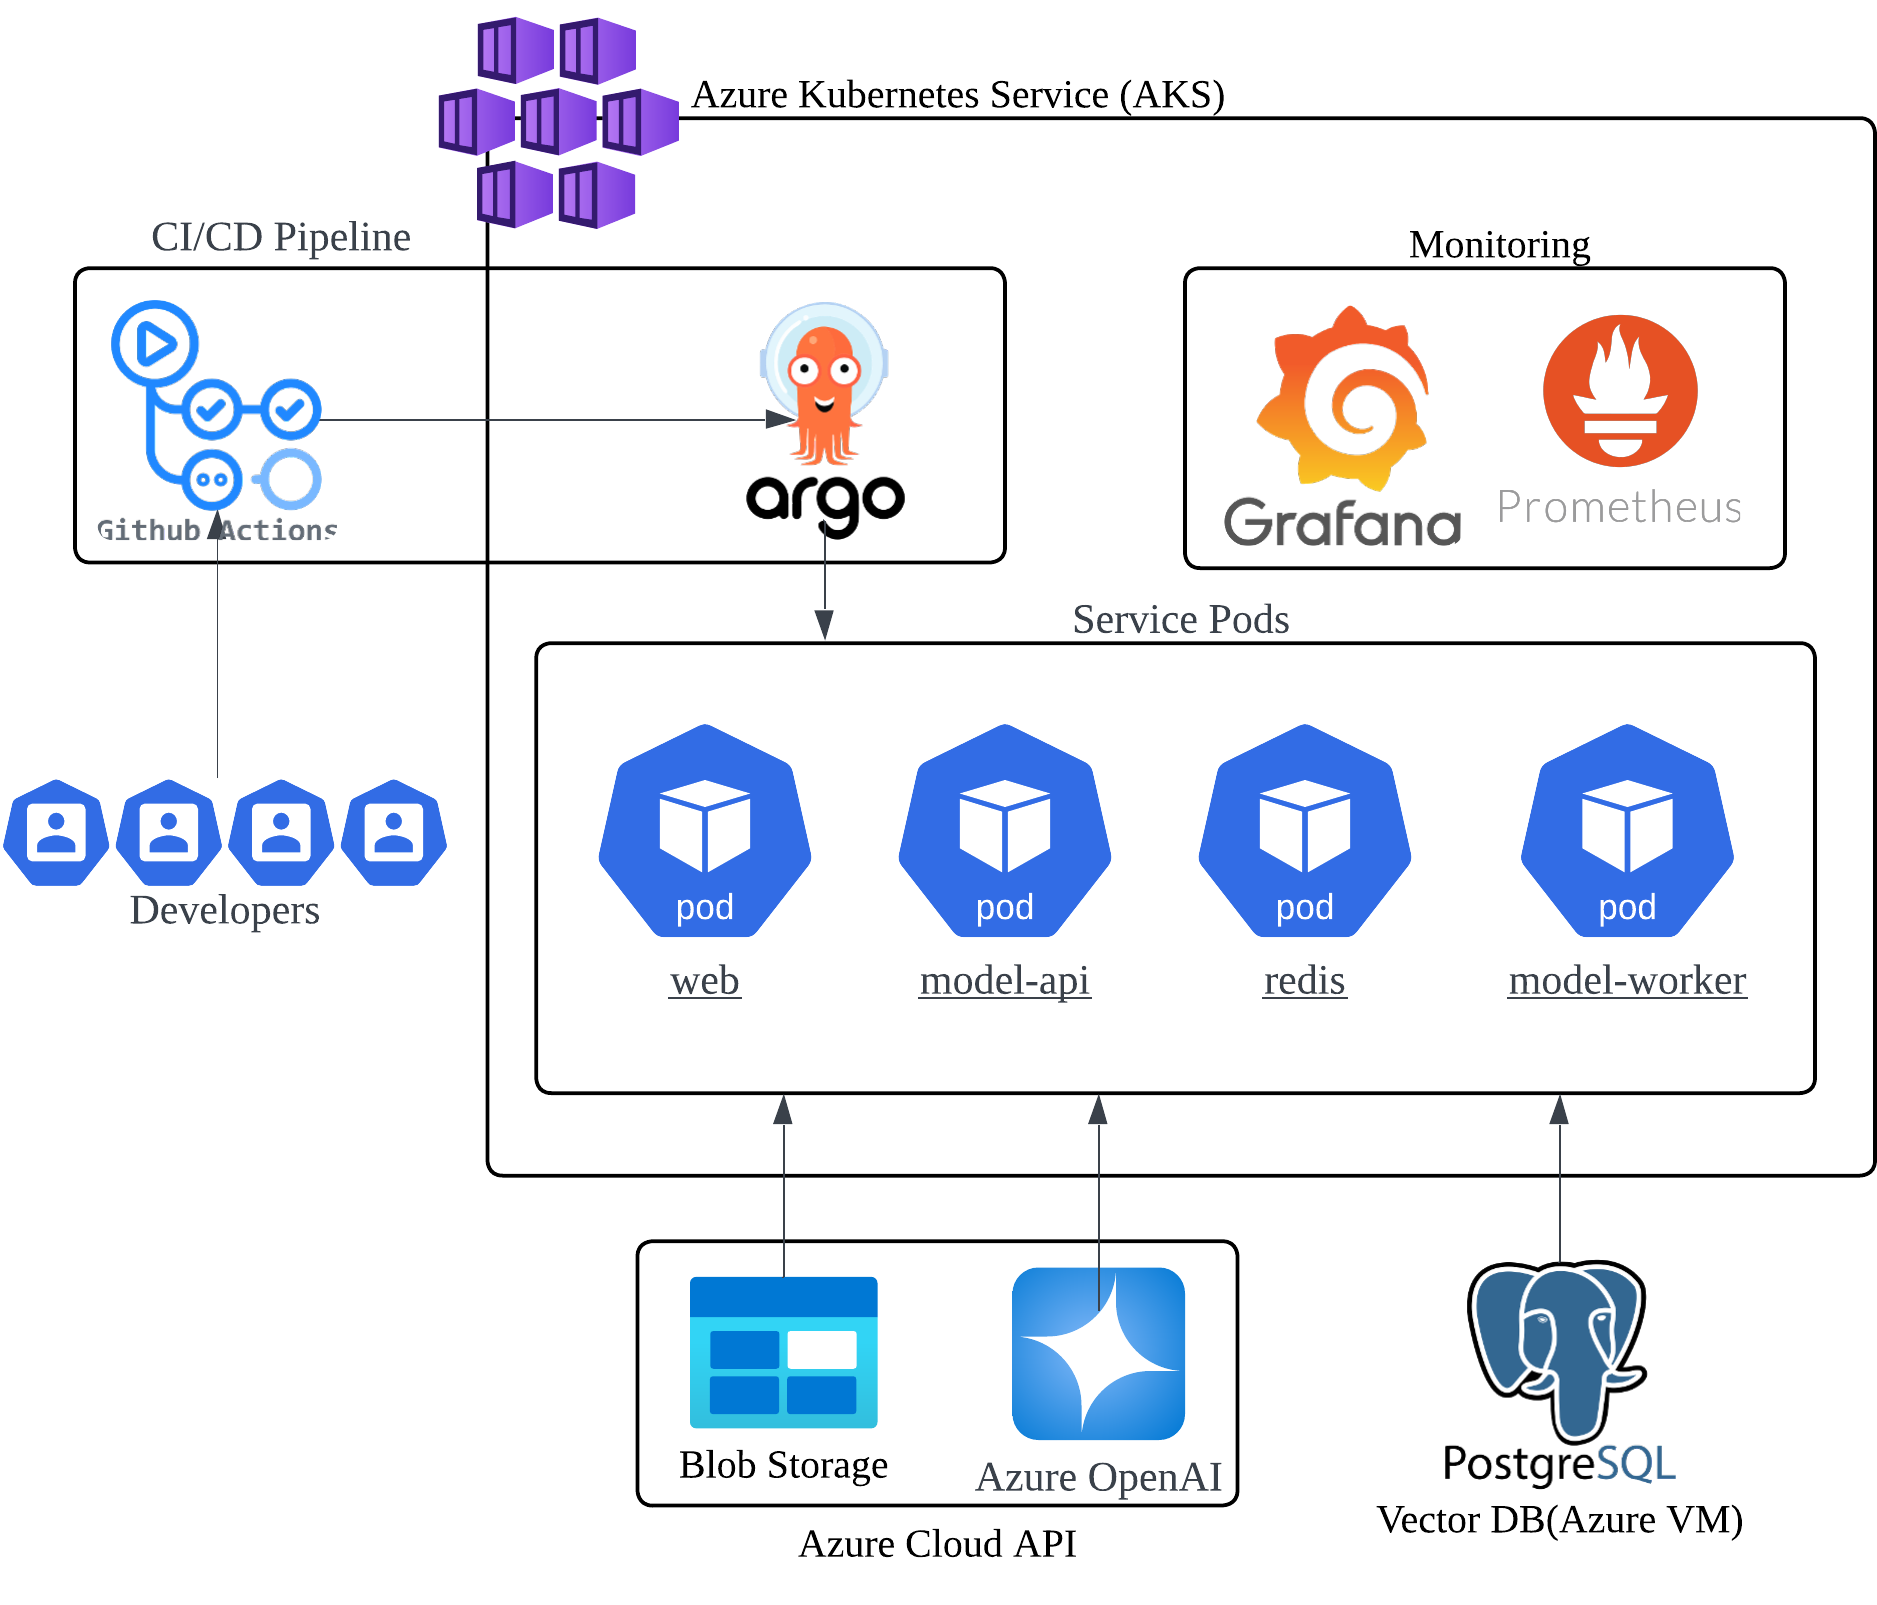 Azure Kubernetes Service (AKS)
CI/CD Pipeline
Monitoring
Github Actions
argo
Grafana
Prometheus
Service Pods
pod
pod
pod
pod
web
model-api
redis
model-worker
Developers
Blob Storage
Azure OpenAI
Azure Cloud API
PostgreSQL
Vector DB(Azure VM)